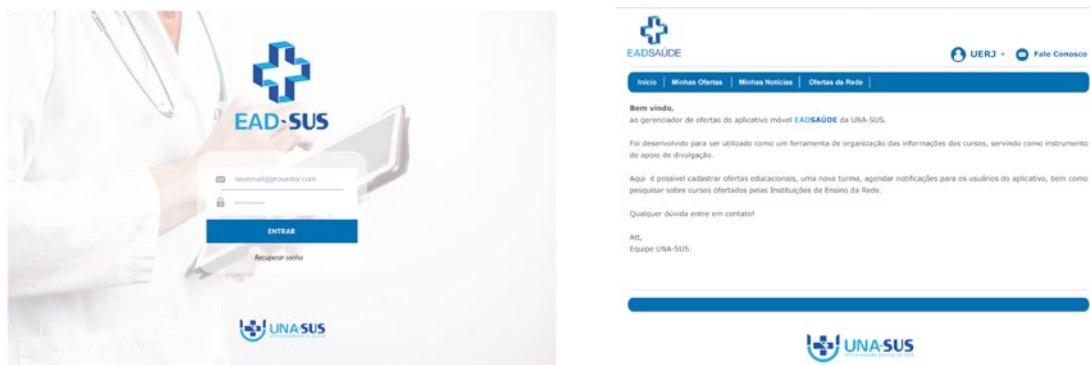 EAD-SUS
seuemail@provedor.com
ENTRAR
Recuperar senha
UNA-SUS
EADSAÚDE
UERJ
Fale Conosco
Início | Minhas Ofertas | Minhas Notícias | Ofertas da Rede |
Bem vindo,
ao gerenciador de ofertas do aplicativo móvel EADSAÚDE da UNA-SUS.
Foi desenvolvido para ser utilizado como um ferramenta de organização das informações dos cursos, servindo como instrumento
de apoio de divulgação.
Aqui é possível cadastrar ofertas educacionais, uma nova turma, agendar notificações para os usuários do aplicativo, bem como
pesquisar sobre cursos ofertados pelas Instituições de Ensino da Rede.
Qualquer dúvida entre em contato!
Att,
Equipe UNA-SUS.
UNA-SUS
Universidade Aberta do SUS